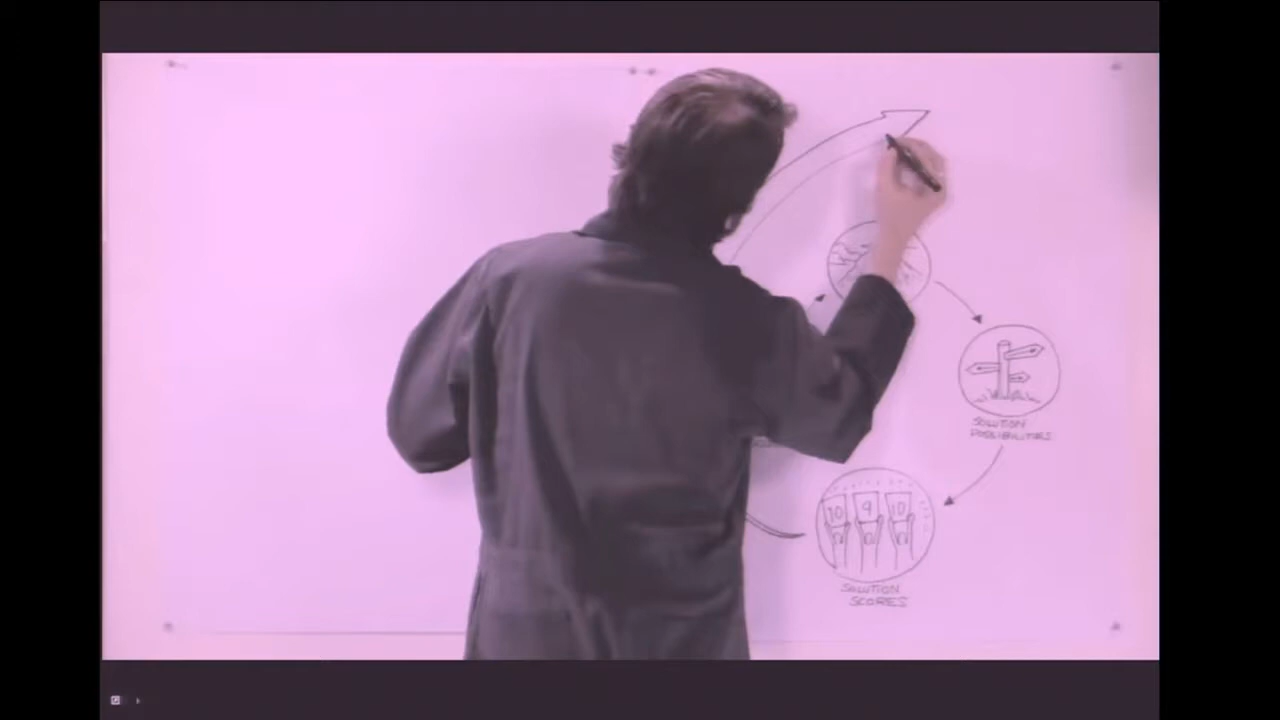 SOLUTION
POSSIBILITIES
10 9 10
SOLUTION
SCORES